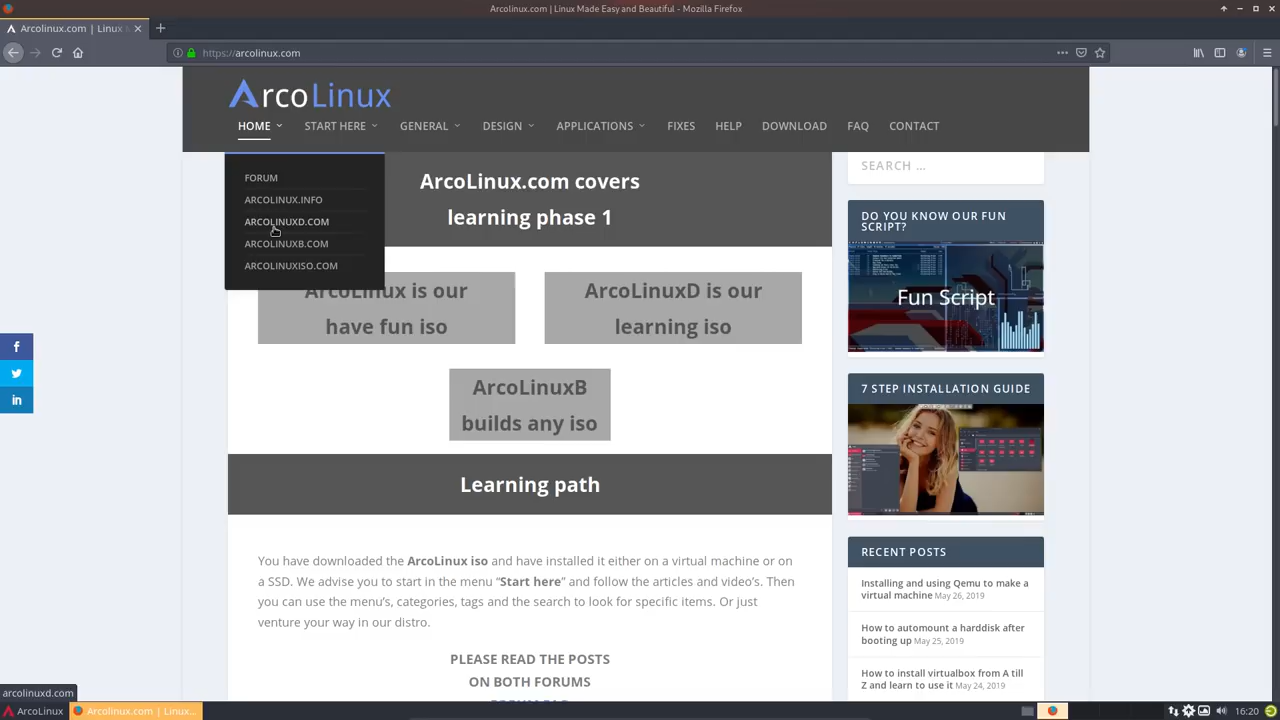 Arcolinux.com | Linux Made Easy and Beautiful - Mozilla Firefox
Arcolinux.com | Linux
https://arcolinux.com
ArcoLinux
HOME
START HERE
GENERAL
DESIGN
APPLICATIONS
FIXES
HELP
DOWNLOAD
FAQ
CONTACT
FORUM
ARCOLINUX.INFO
ARCOLINUXD.COM
ARCOLINUXB.COM
ARCOLINUXISO.COM
ArcoLinux.com covers
learning phase 1
ArcoLinux is our
have fun iso
ArcoLinuxD is our
learning iso
ArcoLinuxB
builds any iso
Learning path
You have downloaded the ArcoLinux iso and have installed it either on a virtual machine or on
a SSD. We advise you to start in the menu “Start here” and follow the articles and video’s. Then
you can use the menu’s, categories, tags and the search to look for specific items. Or just
venture your way in our distro.
PLEASE READ THE POSTS
ON BOTH FORUMS
SEARCH …
DO YOU KNOW OUR FUN
SCRIPT?
Fun Script
7 STEP INSTALLATION GUIDE
RECENT POSTS
Installing and using Qemu to make a
virtual machine May 26, 2019
How to automount a harddisk after
booting up May 25, 2019
How to install virtualbox from A till
Z and learn to use it May 24, 2019
arcolinuxd.com
ArcoLinux
Arcolinux.com | Linux...
16:20